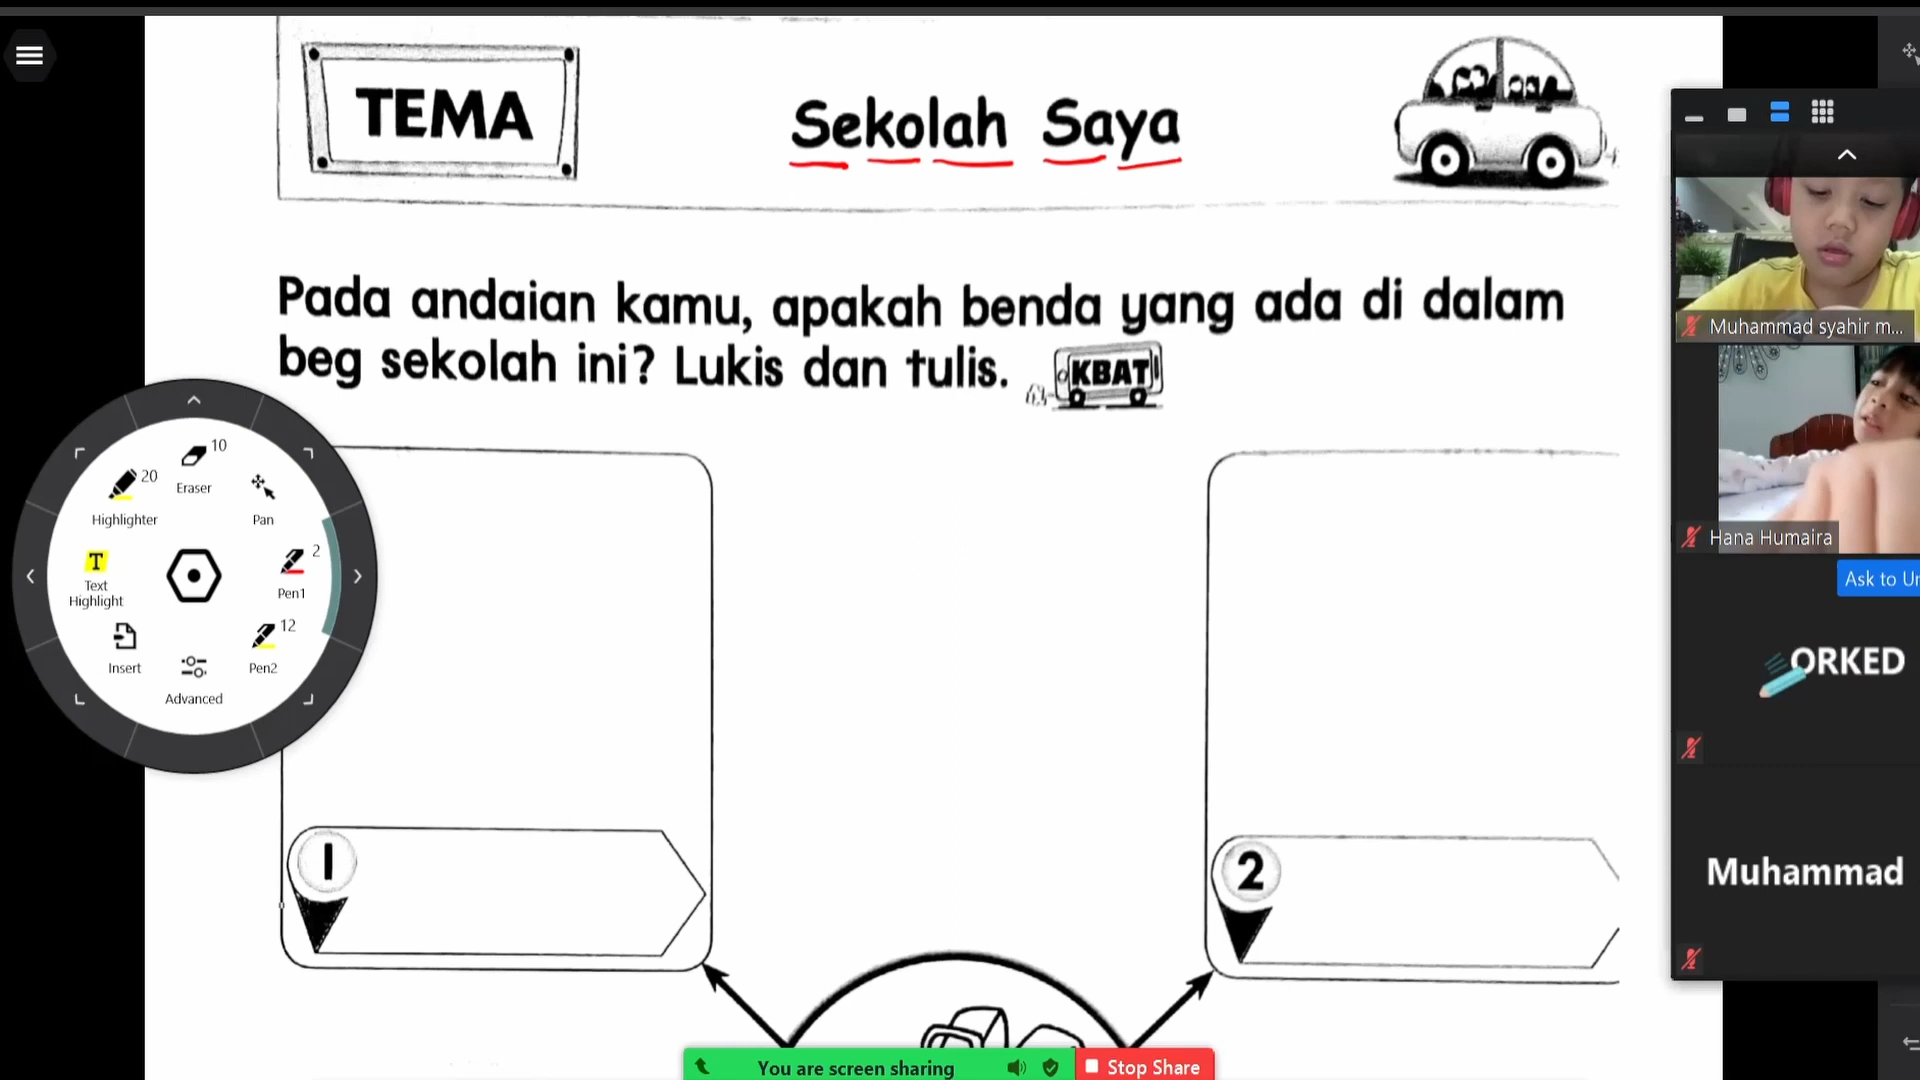 TEMA
Sekolah Saya
Pada andaian kamu, apakah benda yang ada di dalam
beg sekolah ini? Lukis dan tulis.
KBAT
10
Eraser
20
Highlighter
Pan
T
Text
Highlight
2
Pen1
12
Pen2
Insert
Advanced
1
2
Muhammad syahir m...
Hana Humaira
Ask to Un
ORKED
Muhammad
You are screen sharing
Stop Share